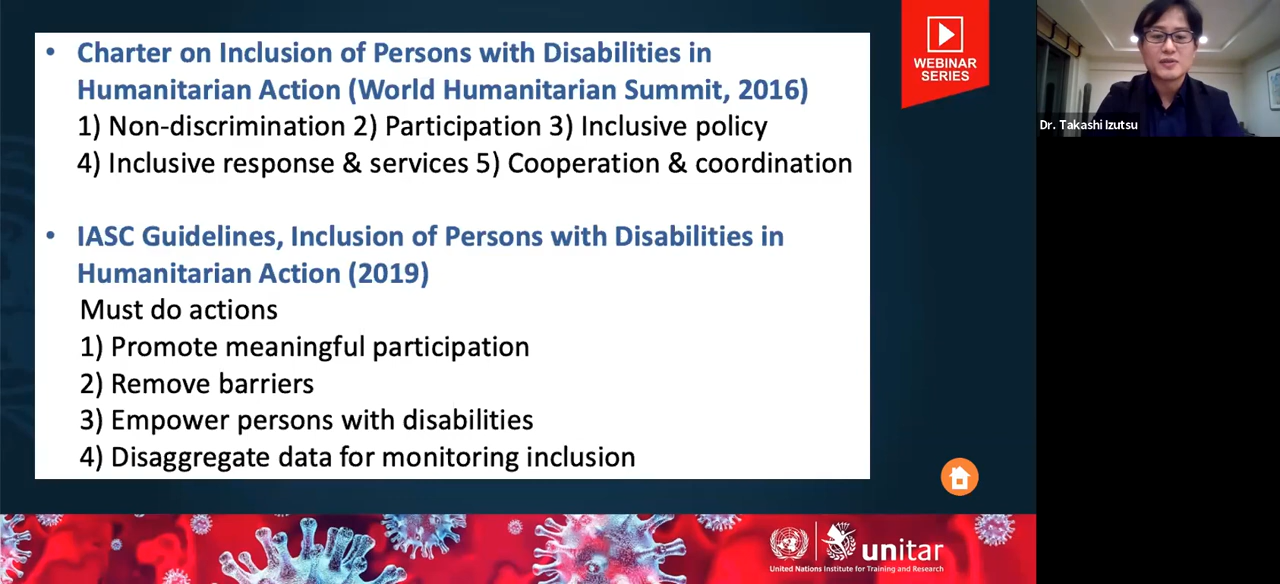 • Charter on Inclusion of Persons with Disabilities in
Humanitarian Action (World Humanitarian Summit, 2016)
1) Non-discrimination 2) Participation 3) Inclusive policy
4) Inclusive response & services 5) Cooperation & coordination
• IASC Guidelines, Inclusion of Persons with Disabilities in
Humanitarian Action (2019)
Must do actions
1) Promote meaningful participation
2) Remove barriers
3) Empower persons with disabilities
4) Disaggregate data for monitoring inclusion
WEBINAR
SERIES
Dr. Takashi Izutsu
unitar
United Nations Institute for Training and Research